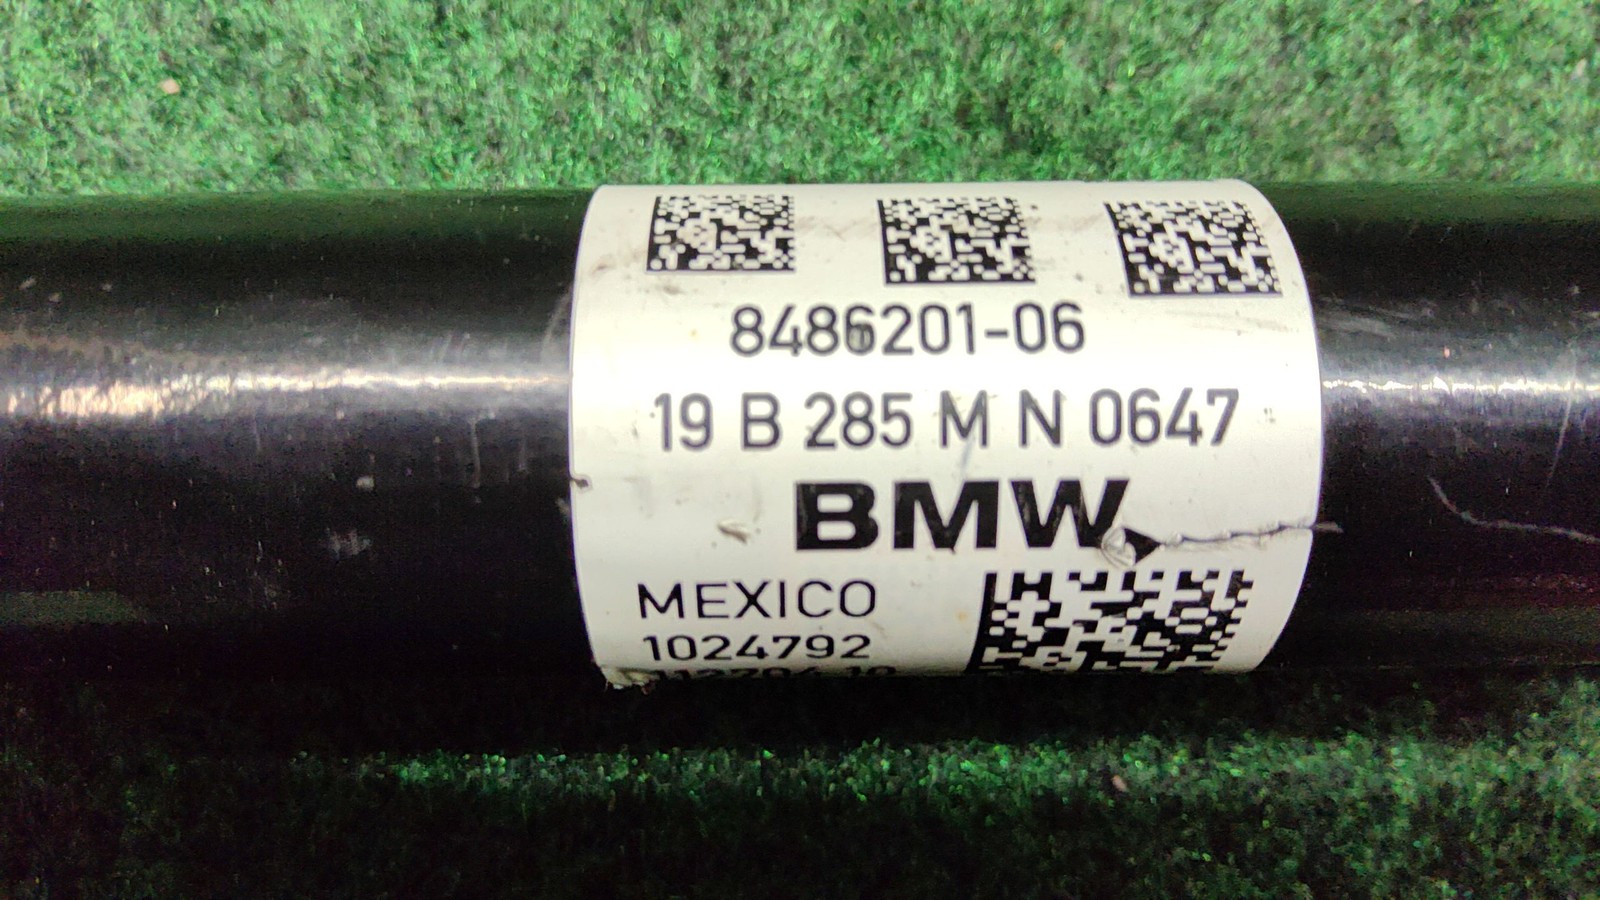 8486201-06
19 B 285 M N 0647
BMW
MEXICO
1024792